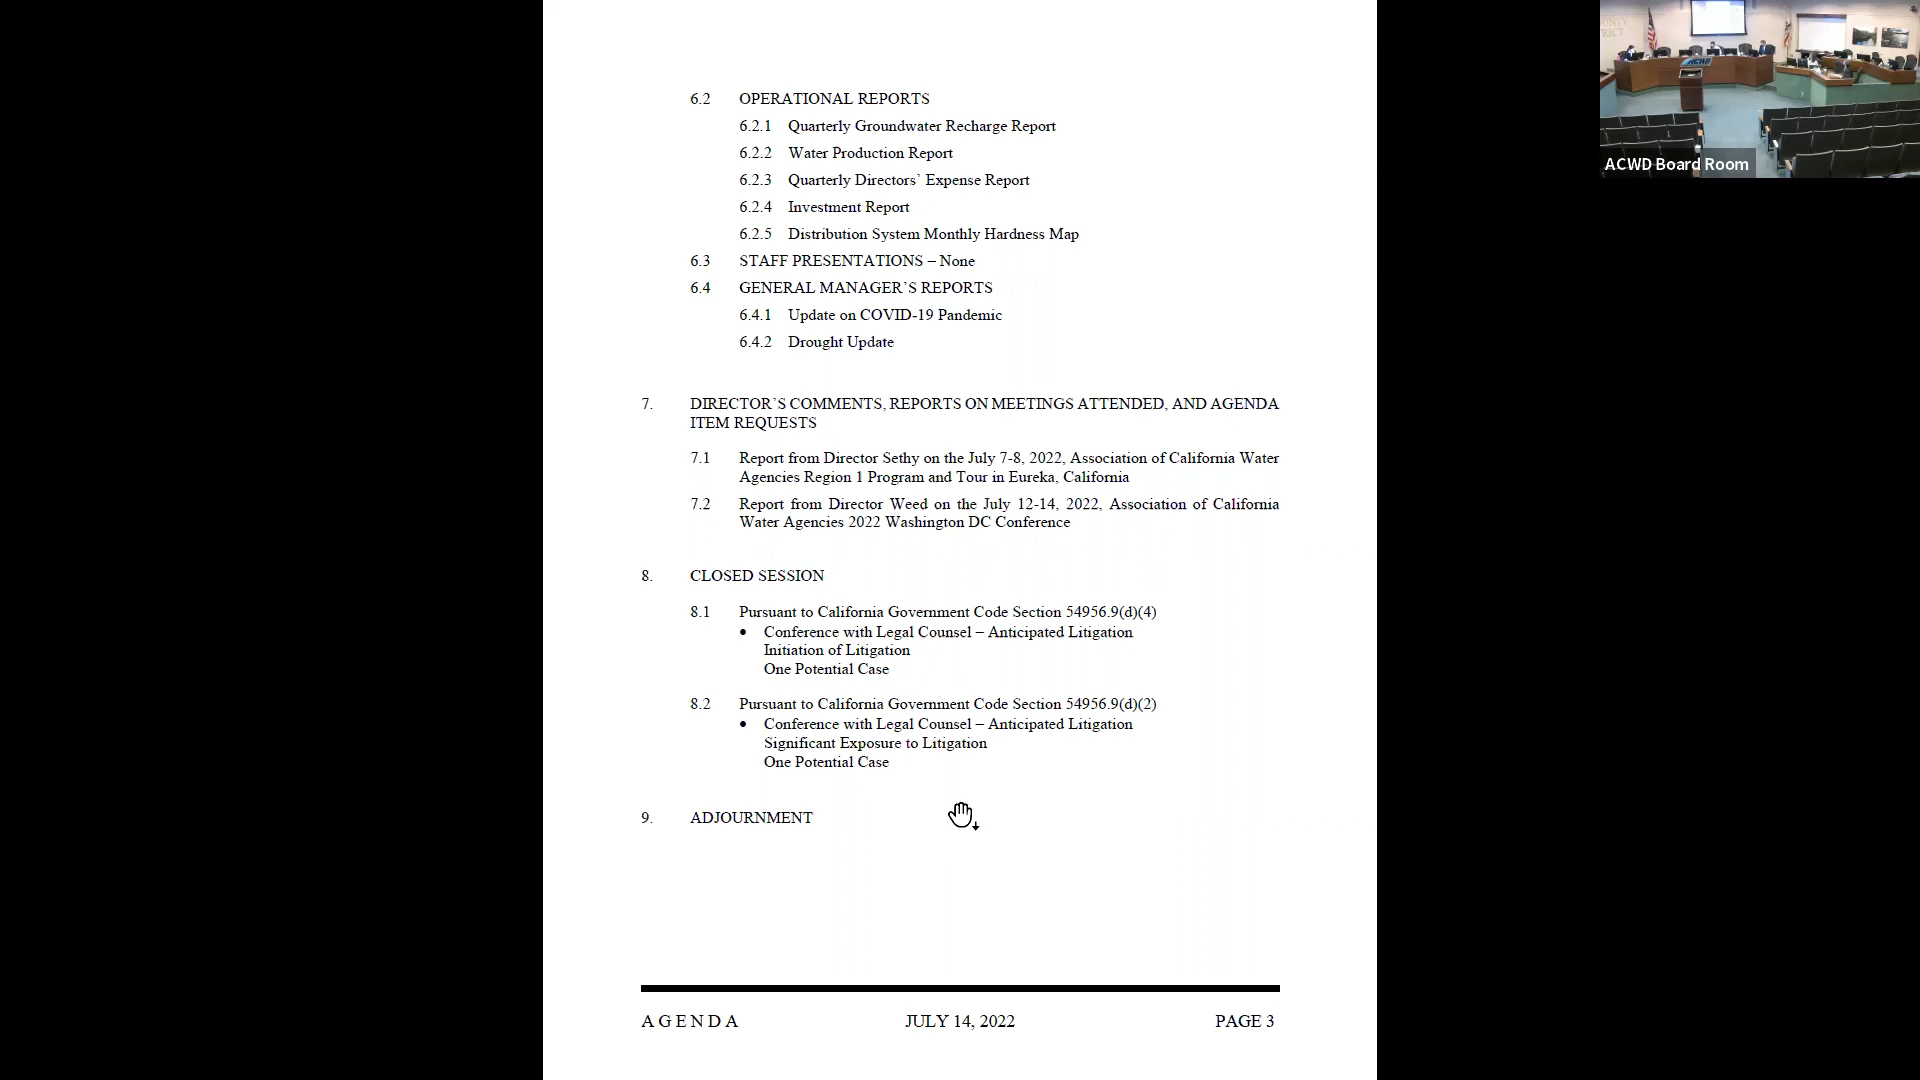 6.2 OPERATIONAL REPORTS
6.2.1 Quarterly Groundwater Recharge Report
6.2.2 Water Production Report
6.2.3 Quarterly Directors’ Expense Report
6.2.4 Investment Report
6.2.5 Distribution System Monthly Hardness Map
6.3 STAFF PRESENTATIONS – None
6.4 GENERAL MANAGER’S REPORTS
6.4.1 Update on COVID-19 Pandemic
6.4.2 Drought Update
7. DIRECTOR’S COMMENTS, REPORTS ON MEETINGS ATTENDED, AND AGENDA
ITEM REQUESTS
7.1 Report from Director Sethy on the July 7-8, 2022, Association of California Water
Agencies Region 1 Program and Tour in Eureka, California
7.2 Report from Director Weed on the July 12-14, 2022, Association of California
Water Agencies 2022 Washington DC Conference
8. CLOSED SESSION
8.1 Pursuant to California Government Code Section 54956.9(d)(4)
• Conference with Legal Counsel – Anticipated Litigation
Initiation of Litigation
One Potential Case
8.2 Pursuant to California Government Code Section 54956.9(d)(2)
• Conference with Legal Counsel – Anticipated Litigation
Significant Exposure to Litigation
One Potential Case
9. ADJOURNMENT
AGENDA JULY 14, 2022 PAGE 3
ACWD
ACWD Board Room